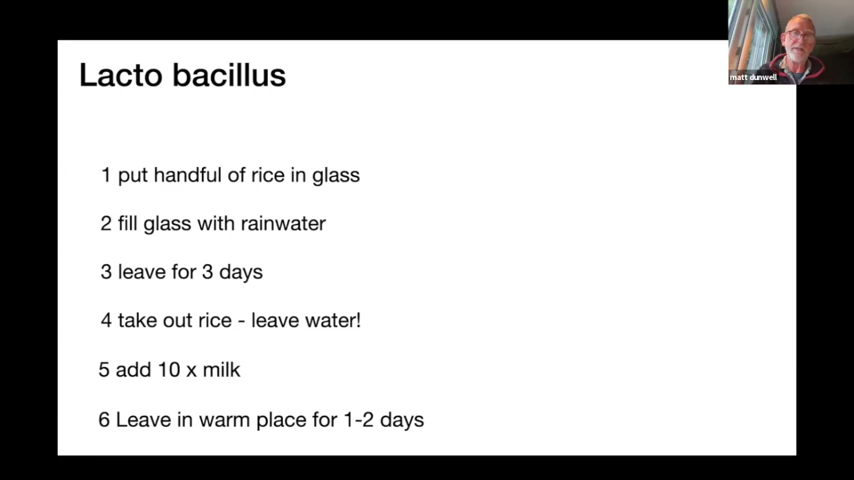 Lacto bacillus
matt dunwell
1 put handful of rice in glass
2 fill glass with rainwater
3 leave for 3 days
4 take out rice - leave water!
5 add 10 x milk
6 Leave in warm place for 1-2 days